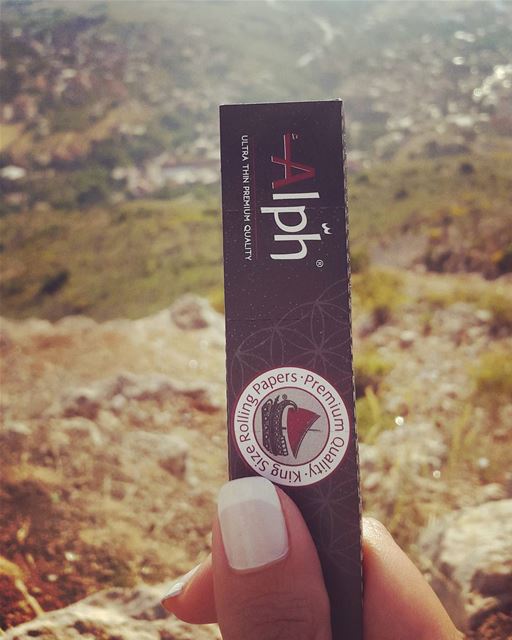 Alph®
ULTRA THIN PREMIUM QUALITY
King Size Rolling Papers · Premium Quality ·